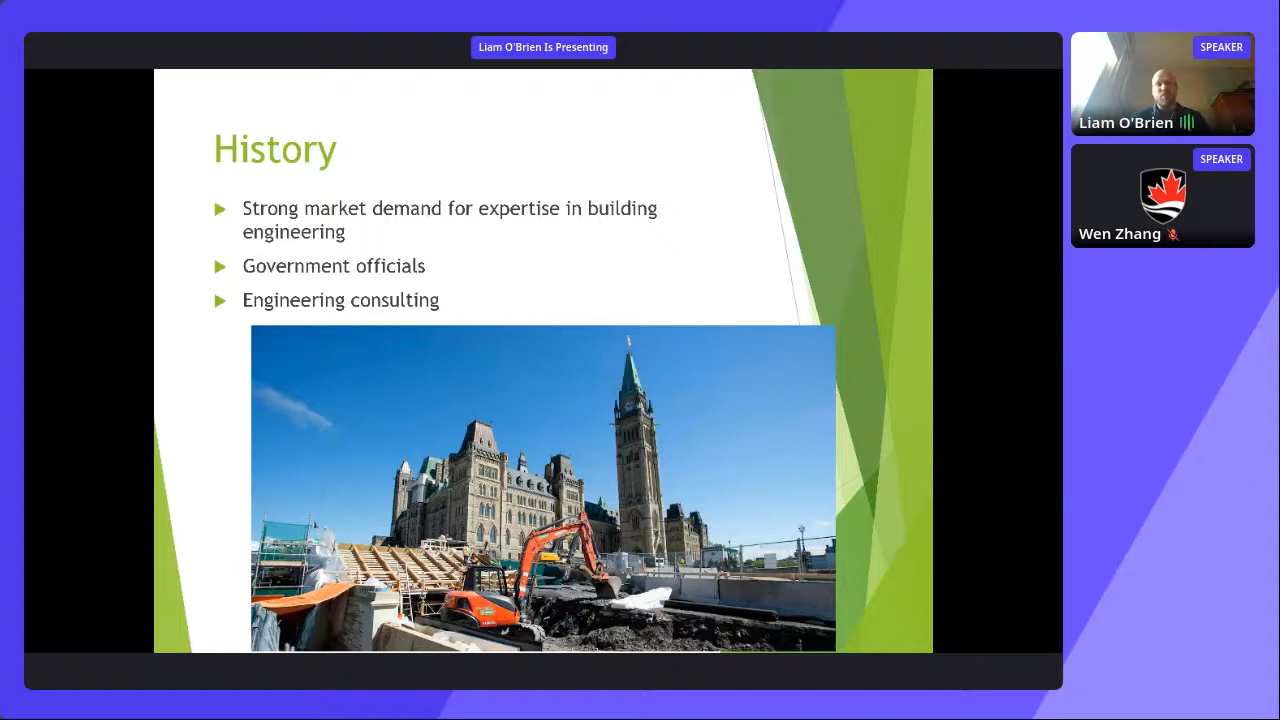 Liam O'Brien Is Presenting
History
Strong market demand for expertise in building
engineering
Government officials
Engineering consulting
SPEAKER
Liam O'Brien
SPEAKER
Wen Zhang